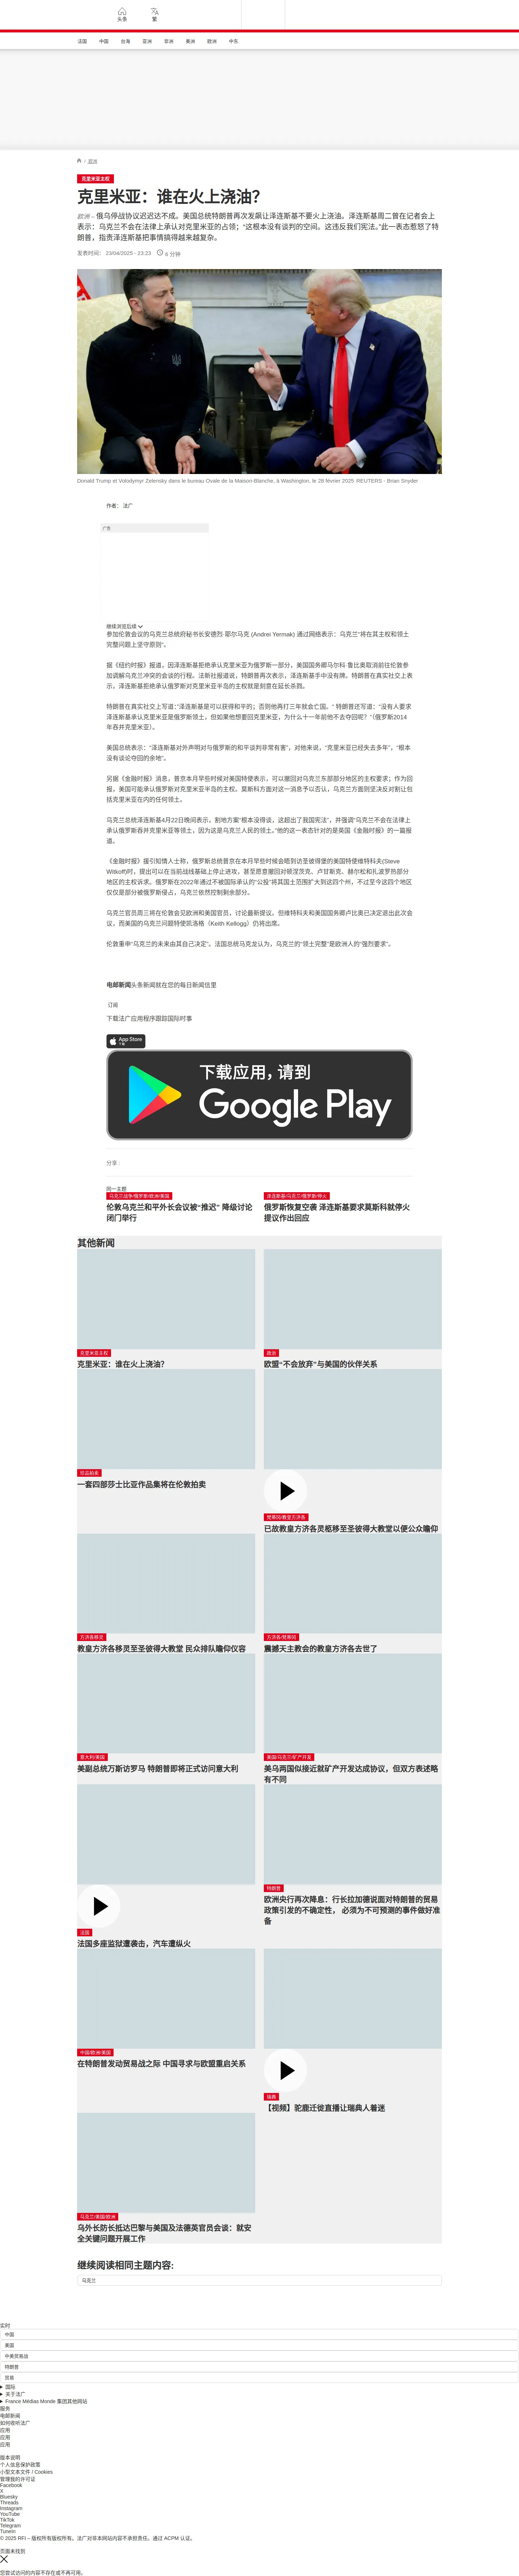 头条
繁
法国
中国
台海
亚洲
非洲
美洲
欧洲
中东
/ 欧洲
克里米亚主权
克里米亚：谁在火上浇油?
欧洲 – 俄乌停战协议迟迟达不成。美国总统特朗普再次发飙让泽连斯基不要火上浇油。泽连斯基周二曾在记者会上
表示：乌克兰不会在法律上承认对克里米亚的占领；“这根本没有谈判的空间。这违反我们宪法。”此一表态惹怒了特
朗普，指责泽连斯基把事情搞得越来越复杂。
发表时间： 23/04/2025 - 23:23
6 分钟
Donald Trump et Volodymyr Zelensky dans le bureau Ovale de la Maison-Blanche, à Washington, le 28 février 2025 REUTERS - Brian Snyder
作者： 法广
广告
继续浏览后续
参加伦敦会议的乌克兰总统府秘书长安德烈·耶尔马克 (Andrei Yermak) 通过网络表示：乌克兰“将在其主权和领土
完整问题上坚守原则”。
据《纽约时报》报道，因泽连斯基拒绝承认克里米亚为俄罗斯一部分，美国国务卿马尔科·鲁比奥取消前往伦敦参
加调解乌克兰冲突的会谈的行程。法新社报道说，特朗普再次表示，泽连斯基手中没有牌。特朗普在真实社交上表
示，泽连斯基拒绝承认俄罗斯对克里米亚半岛的主权就是刻意在延长杀戮。
特朗普在真实社交上写道：“泽连斯基是可以获得和平的；否则他再打三年就会亡国。” 特朗普还写道：“没有人要求
泽连斯基承认克里米亚是俄罗斯领土，但如果他想要回克里米亚，为什么十一年前他不去夺回呢？”（俄罗斯2014
年吞并克里米亚）。
美国总统表示：“泽连斯基对外声明对与俄罗斯的和平谈判非常有害”，对他来说，“克里米亚已经失去多年”，“根本
没有谈论夺回的余地”。
另据《金融时报》消息，普京本月早些时候对美国特使表示，可以撤回对乌克兰东部部分地区的主权要求；作为回
报，美国可能承认俄罗斯对克里米亚半岛的主权。莫斯科方面对这一消息予以否认，乌克兰方面则坚决反对割让包
括克里米亚在内的任何领土。
乌克兰总统泽连斯基4月22日晚间表示，割地方案“根本没得谈，这超出了我国宪法”，并强调“乌克兰不会在法律上
承认俄罗斯吞并克里米亚等领土，因为这是乌克兰人民的领土。”他的这一表态针对的是英国《金融时报》的一篇报
道。
《金融时报》援引知情人士称，俄罗斯总统普京在本月早些时候会晤到访圣彼得堡的美国特使维特科夫(Steve
Witkoff)时，提出可以在当前战线基础上停止进攻，甚至愿意撤回对顿涅茨克、卢甘斯克、赫尔松和扎波罗热部分
地区的主权诉求。俄罗斯在2022年通过不被国际承认的“公投”将其国土范围扩大到这四个州，不过至今这四个地区
仅仅是部分被俄罗斯侵占，乌克兰依然控制剩余部分。
乌克兰官员周三将在伦敦会见欧洲和美国官员，讨论最新提议。但维特科夫和美国国务卿卢比奥已决定退出此次会
议，而美国的乌克兰问题特使凯洛格（Keith Kellogg）仍将出席。
伦敦重申“乌克兰的未来由其自己决定”。法国总统马克龙认为，乌克兰的“领土完整”是欧洲人的“强烈要求”。
电邮新闻头条新闻就在您的每日新闻信里
订阅
下载法广应用程序跟踪国际时事
App Store
下载
下载应用，请到
Google Play
分享 :
同一主题
乌克兰战争/俄罗斯/欧洲/美国
伦敦乌克兰和平外长会议被“推迟” 降级讨论
闭门举行
泽连斯基/乌克兰/俄罗斯/停火
俄罗斯恢复空袭 泽连斯基要求莫斯科就停火
提议作出回应
其他新闻
克里米亚主权
克里米亚：谁在火上浇油?
政治
欧盟“不会放弃”与美国的伙伴关系
珍品拍卖
一套四部莎士比亚作品集将在伦敦拍卖
梵蒂冈/教皇方济各
已故教皇方济各灵柩移至圣彼得大教堂以便公众瞻仰
方济各移灵
教皇方济各移灵至圣彼得大教堂 民众排队瞻仰仪容
方济各/梵蒂冈
震撼天主教会的教皇方济各去世了
意大利/美国
美副总统万斯访罗马 特朗普即将正式访问意大利
美国/乌克兰/矿产开发
美乌两国似接近就矿产开发达成协议，但双方表述略
有不同
法国
法国多座监狱遭袭击，汽车遭纵火
特朗普
欧洲央行再次降息：行长拉加德说面对特朗普的贸易
政策引发的不确定性， 必须为不可预测的事件做好准
备
中国/欧洲/美国
在特朗普发动贸易战之际 中国寻求与欧盟重启关系
瑞典
【视频】驼鹿迁徙直播让瑞典人着迷
乌克兰/美国/欧洲
乌外长防长抵达巴黎与美国及法德英官员会谈：就安
全关键问题开展工作
继续阅读相同主题内容:
乌克兰
实时
中国
美国
中美贸易战
特朗普
贸易
国际
关于法广
France Médias Monde 集团其他网站
服务
电邮新闻
如何收听法广
应用
应用
应用
版本说明
个人信息保护政策
小型文本文件 / Cookies
管理我的许可证
Facebook
X
Bluesky
Threads
Instagram
YouTube
TikTok
Telegram
TuneIn
© 2025 RFI – 版权所有版权所有。法广对非本网站内容不承担责任。通过 ACPM 认证。
页面未找到
您尝试访问的内容不存在或不再可用。